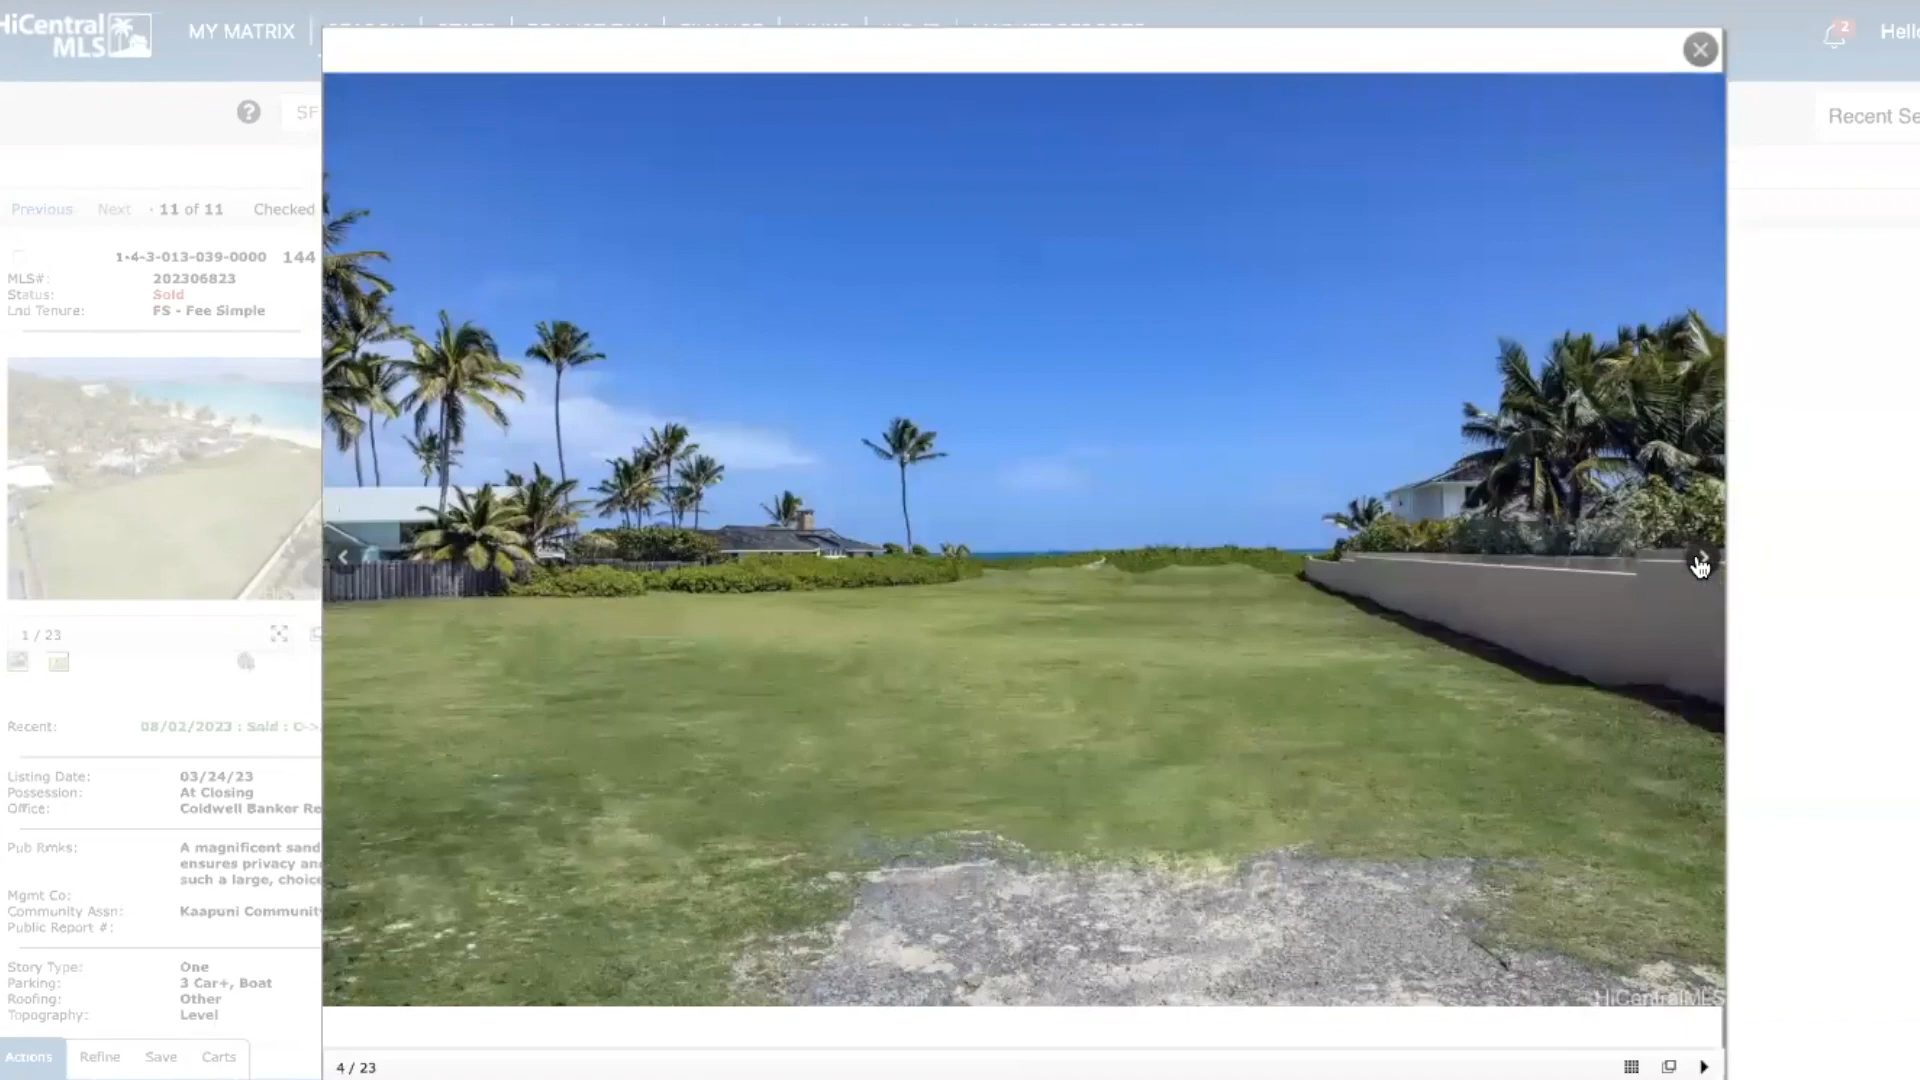 HiCentral
MLS
MY MATRIX
2
Hello
?
SF
Recent Se
Previous
Next
· 11 of 11
Checked
1-4-3-013-039-0000
144
MLS#:
202306823
Status:
Sold
Lnd Tenure:
FS - Fee Simple
1 / 23
Recent:
08/02/2023 : Sold :
Listing Date:
03/24/23
Possession:
At Closing
Office:
Coldwell Banker Re
Pub Rmks:
A magnificent sand
ensures privacy and
such a large, choice
Mgmt Co:
Community Assn:
Kaapuni Community
Public Report #:
Story Type:
One
Parking:
3 Car+, Boat
Roofing:
Other
Topography:
Level
Actions
Refine
Save
Carts
HiCentralMLS
4 / 23